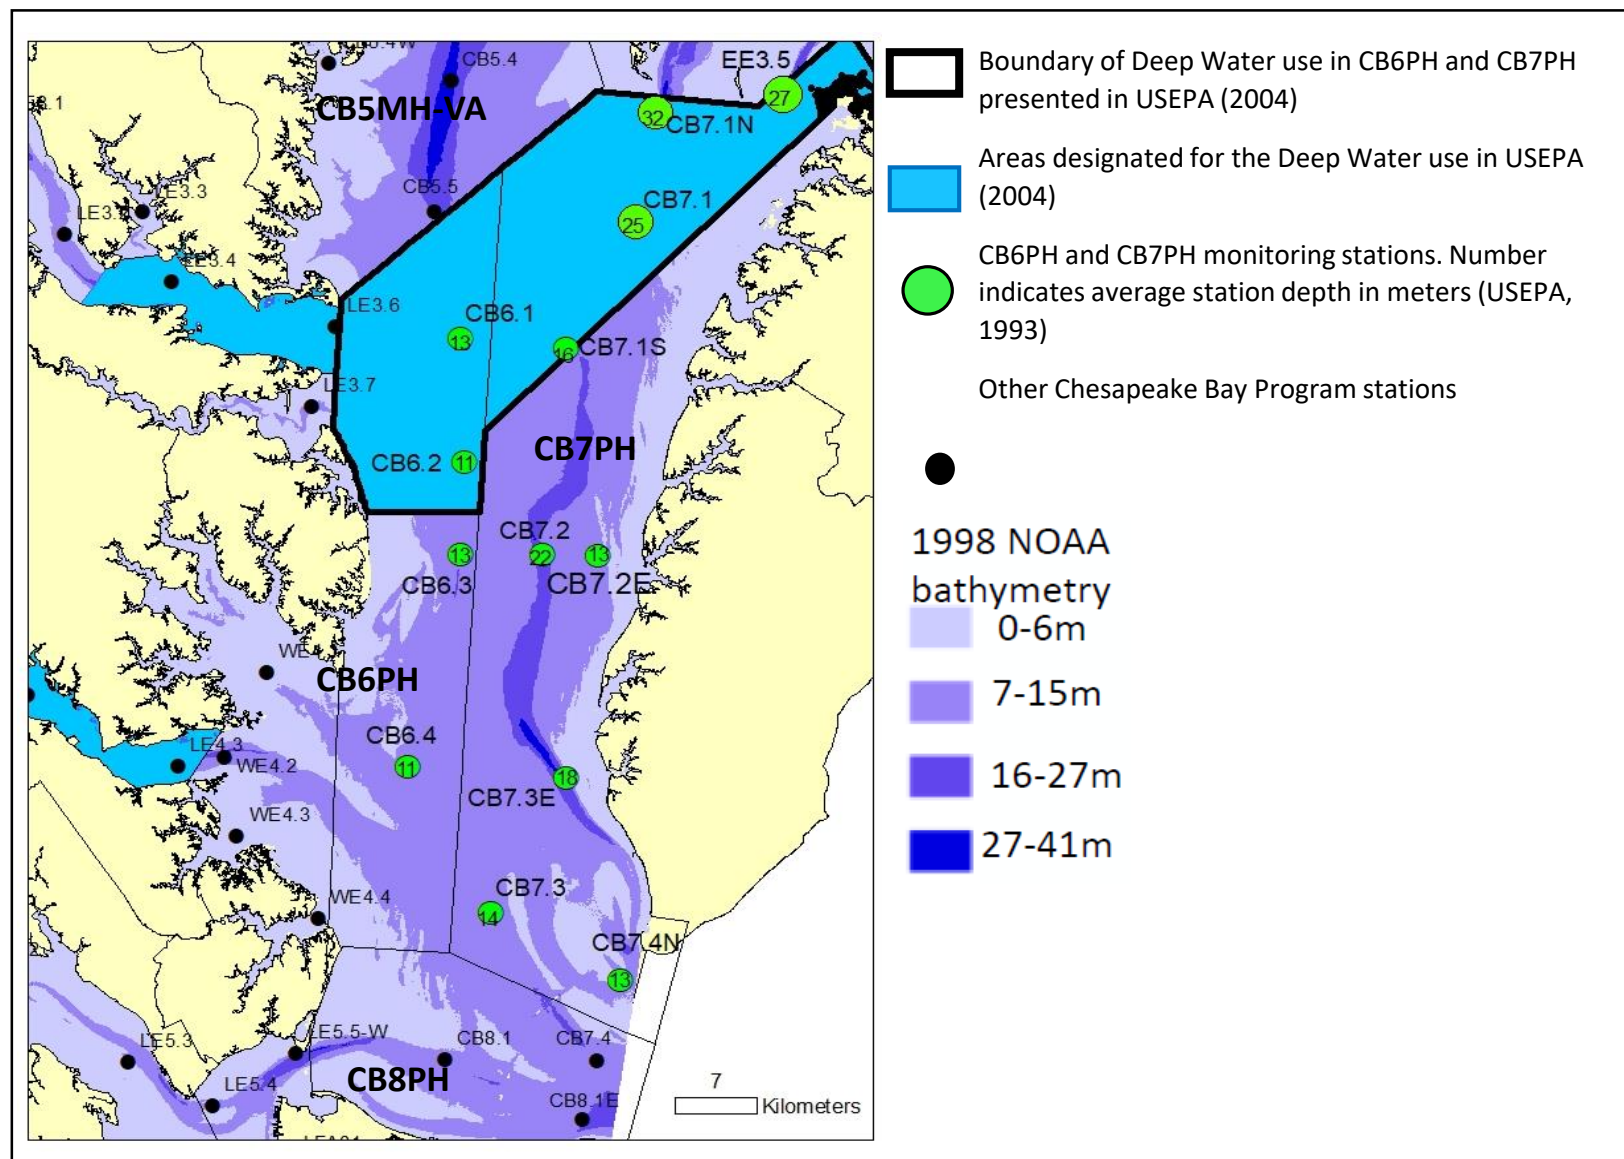 CB5.4
EE3.5
27
CB5MH-VA
32
CB7.1N
LE3.3
CB5.5
CB7.1
25
LE3.4
LE3.6
CB6.1
13
CB7.1S
16
LE3.7
CB7PH
CB6.2
11
CB7.2
13
22
13
CB6.3
CB7.2E
CB6PH
CB6.4
LE4.3
WE4.2
11
18
CB7.3E
WE4.3
CB7.3
WE4.4
14
CB7.4N
13
LE5.3
LE5.5-W
CB8.1
CB7.4
CB8PH
LE5.4
7
CB8.1E
Kilometers
Boundary of Deep Water use in CB6PH and CB7PH
presented in USEPA (2004)
Areas designated for the Deep Water use in USEPA
(2004)
CB6PH and CB7PH monitoring stations. Number
indicates average station depth in meters (USEPA,
1993)
Other Chesapeake Bay Program stations
1998 NOAA
bathymetry
0-6m
7-15m
16-27m
27-41m